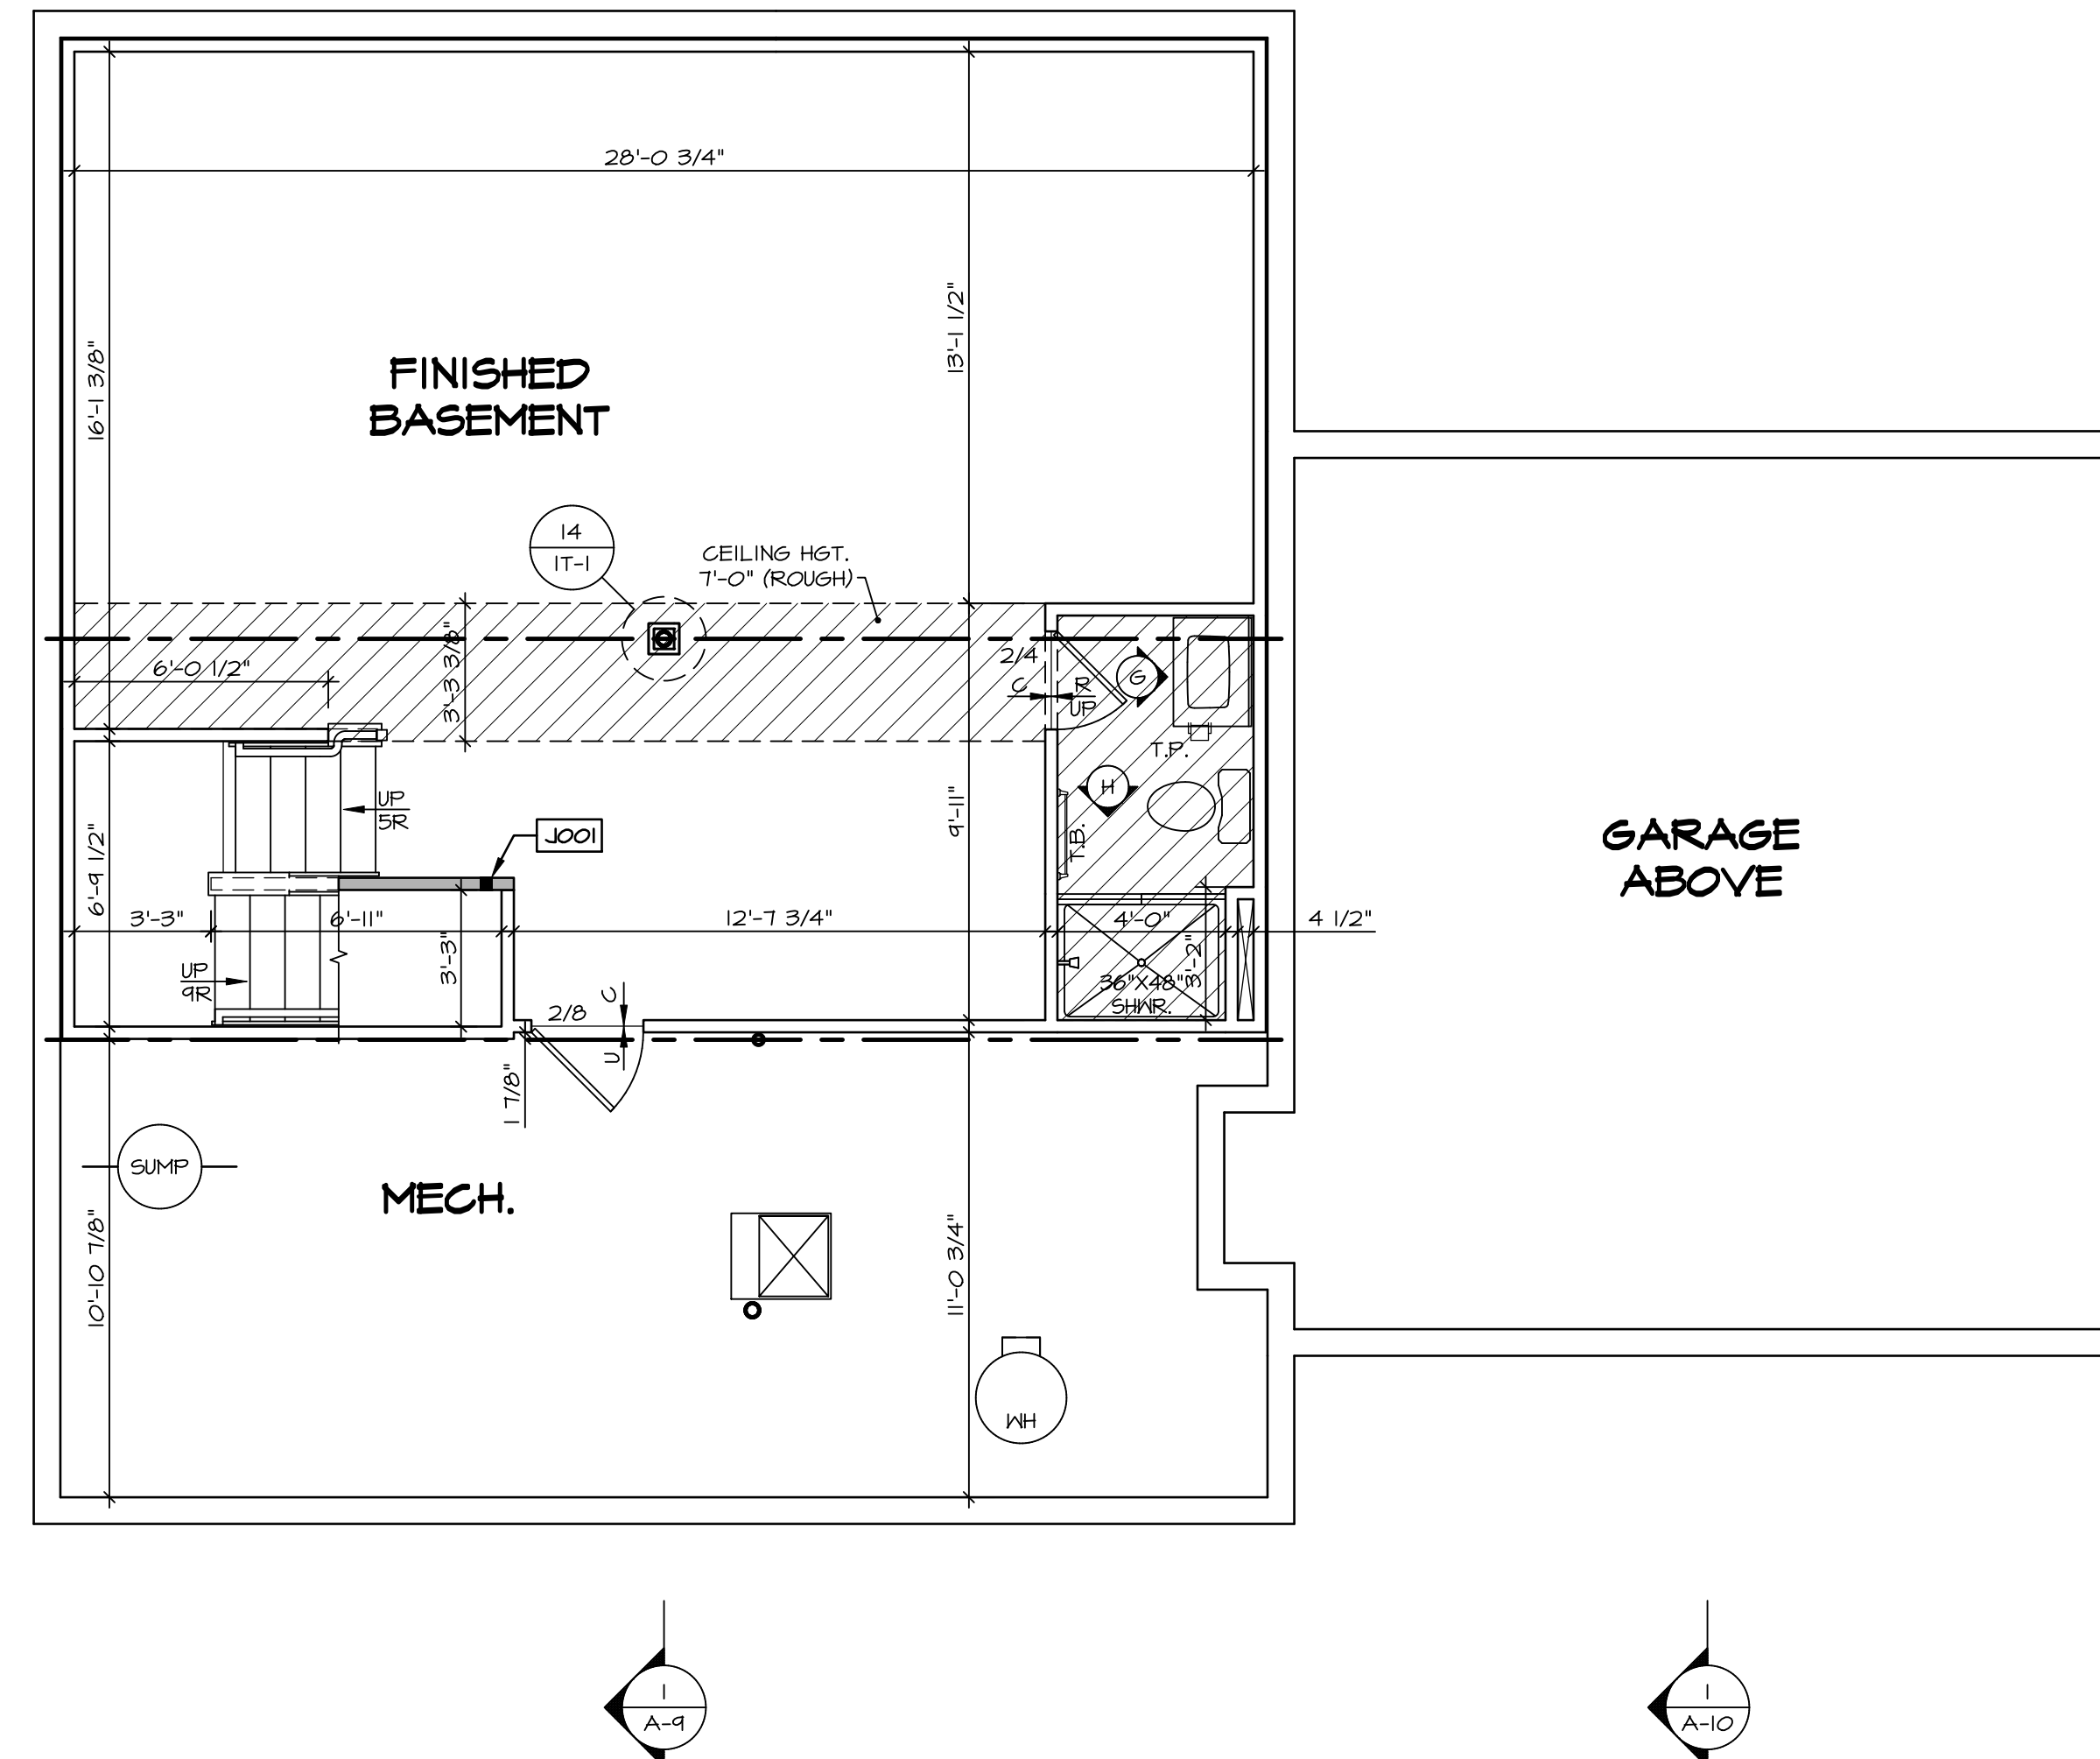 28'-0 3/4"
16'-1 3/8"
13'-1 1/2"
FINISHED
BASEMENT
14
1T-1
CEILING HGT.
7'-0" (ROUGH)
6'-0 1/2"
3'-3 3/8"
2/4
C
R
UP
G
T.P.
H
T.B.
UP
5R
J001
9'-11"
6'-9 1/2"
GARAGE
ABOVE
3'-3"
6'-11"
12'-7 3/4"
4'-0"
4 1/2"
3'-3"
3'-2"
36"X48"
SHWR.
UP
9R
2/8
C
U
1 7/8"
SUMP
MECH.
10'-10 7/8"
11'-0 3/4"
WH
1
A-9
1
A-10